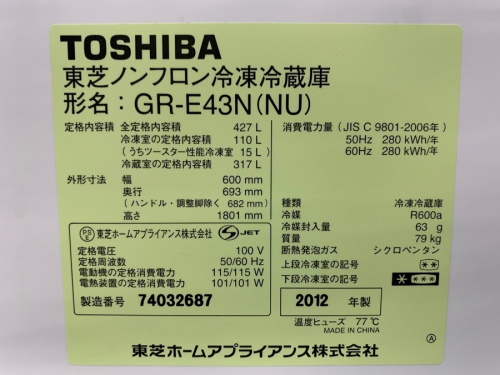 TOSHIBA
東芝ノンフロン冷凍冷蔵庫
形名：GR-E43N(NU)
定格内容積 全定格内容積 427 L
冷凍室の定格内容積 110 L
(うちツースター性能冷凍室 15 L)
冷蔵室の定格内容積 317 L
外形寸法 幅 600 mm
奥行 693 mm
(ハンドル・調整脚除く 682 mm)
高さ 1801 mm
消費電力量 (JIS C 9801-2006年)
50Hz 280 kWh/年
60Hz 280 kWh/年
種類 冷凍冷蔵庫
冷媒 R600a
冷媒封入量 63 g
質量 79 kg
断熱発泡ガス シクロペンタン
上段冷凍室の記号 **
下段冷凍室の記号 * ***
PS E 東芝ホームアプライアンス株式会社 S JET
定格電圧 100 V
定格周波数 50/60 Hz
電動機の定格消費電力 115/115 W
電熱装置の定格消費電力 101/101 W
製造番号 74032687
2012 年製
温度ヒューズ 77℃
MADE IN CHINA
東芝ホームアプライアンス株式会社
A